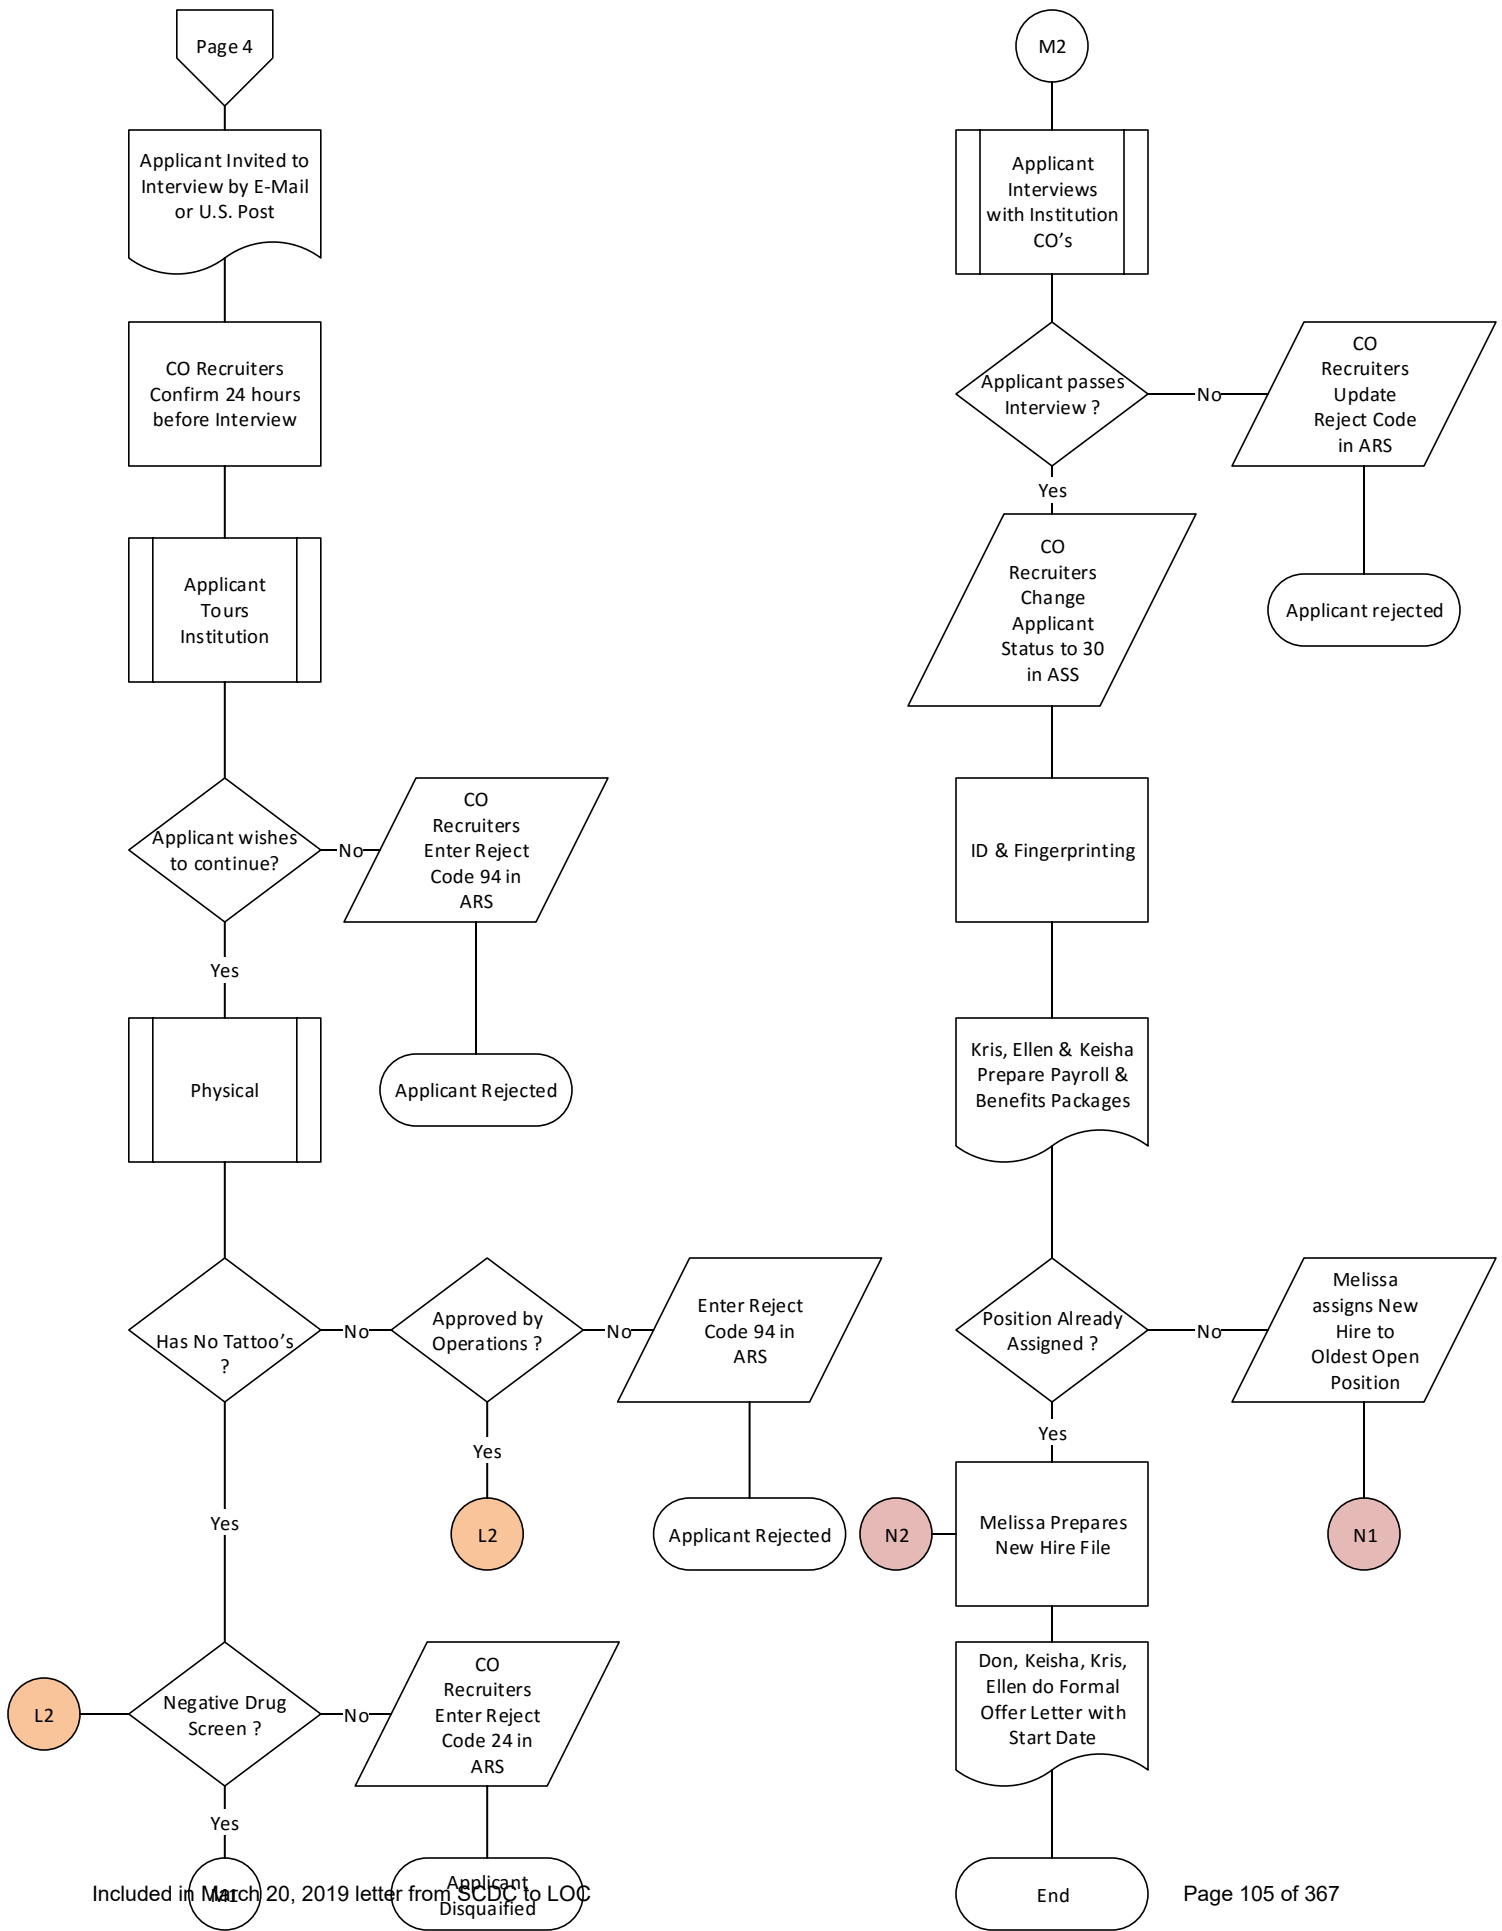 Page 4
Applicant Invited to
Interview by E-Mail
or U.S. Post
CO Recruiters
Confirm 24 hours
before Interview
Applicant
Tours
Institution
Applicant wishes
to continue?
No
CO
Recruiters
Enter Reject
Code 94 in
ARS
Yes
Applicant Rejected
Physical
Has No Tattoo's
?
No
Approved by
Operations ?
No
Enter Reject
Code 94 in
ARS
Yes
L2
Applicant Rejected
Yes
L2
Negative Drug
Screen ?
No
CO
Recruiters
Enter Reject
Code 24 in
ARS
Yes
M1
Applicant
Disquaified
M2
Applicant
Interviews
with Institution
CO's
Applicant passes
Interview ?
No
CO
Recruiters
Update
Reject Code
in ARS
Applicant rejected
Yes
CO
Recruiters
Change
Applicant
Status to 30
in ASS
ID & Fingerprinting
Kris, Ellen & Keisha
Prepare Payroll &
Benefits Packages
Position Already
Assigned ?
No
Melissa
assigns New
Hire to
Oldest Open
Position
N1
Yes
N2
Melissa Prepares
New Hire File
Don, Keisha, Kris,
Ellen do Formal
Offer Letter with
Start Date
End
Included in March 20, 2019 letter from SCDC to LOC
Page 105 of 367